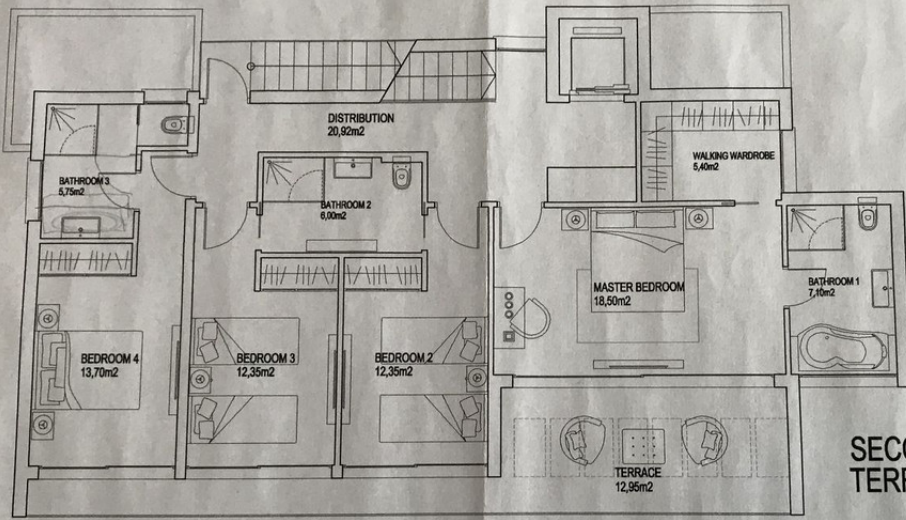 DISTRIBUTION
20,92m2
WALKING WARDROBE
5,40m2
BATHROOM 3
5,75m2
BATHROOM 2
6,00m2
MASTER BEDROOM
18,50m2
BATHROOM 1
7,10m2
BEDROOM 4
13,70m2
BEDROOM 3
12,35m2
BEDROOM 2
12,35m2
TERRACE
12,95m2